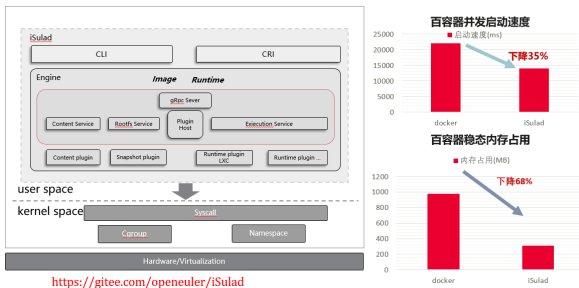 iSulad
CLI
CRI
Engine
Image Runtime
gRpc Sever
Content Service
Rootfs Service
Plugin
Host
Execution Service
Content plugin
Snapshot plugin
Runtime plugin
LXC
Runtime plugin ...
user space
kernel space
Syscall
Cgroup
Namespace
Hardware/Virtualization
https://gitee.com/openeuler/iSulad
百容器并发启动速度
启动速度(ms)
25000
20000
15000
10000
5000
0
下降35%
docker
iSulad
百容器稳态内存占用
内存占用(MB)
1200
1000
800
600
400
200
0
下降68%
docker
iSulad